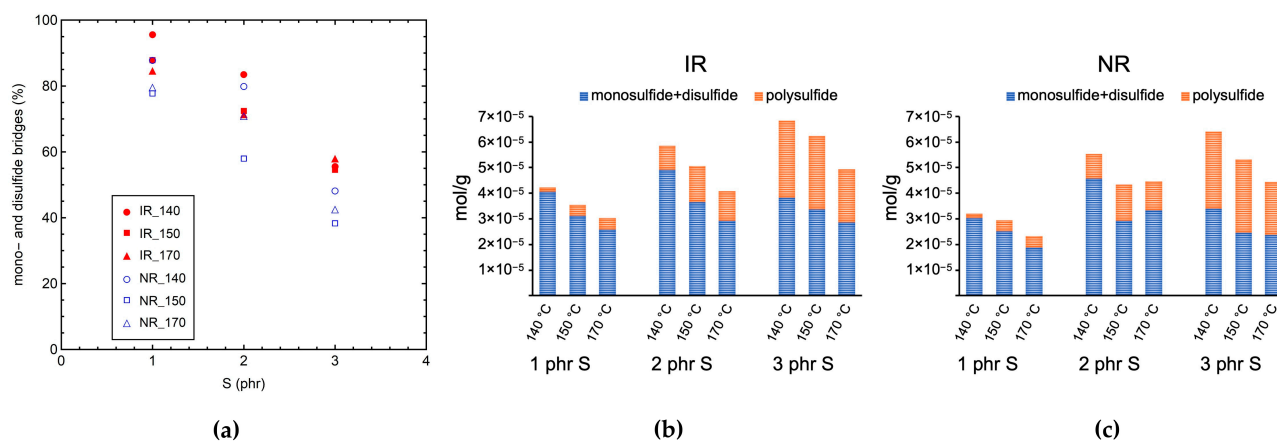 100
80
60
40
20
0
mono– and disulfide bridges (%)
IR_140
IR_150
IR_170
NR_140
NR_150
NR_170
0 1 2 3 4
S (phr)
(a)
IR
monosulfide+disulfide polysulfide
mol/g
7×10⁻⁵
6×10⁻⁵
5×10⁻⁵
4×10⁻⁵
3×10⁻⁵
2×10⁻⁵
1×10⁻⁵
140 °C 150 °C 170 °C 140 °C 150 °C 170 °C 140 °C 150 °C 170 °C
1 phr S 2 phr S 3 phr S
(b)
NR
monosulfide+disulfide polysulfide
mol/g
7×10⁻⁵
6×10⁻⁵
5×10⁻⁵
4×10⁻⁵
3×10⁻⁵
2×10⁻⁵
1×10⁻⁵
140 °C 150 °C 170 °C 140 °C 150 °C 170 °C 140 °C 150 °C 170 °C
1 phr S 2 phr S 3 phr S
(c)